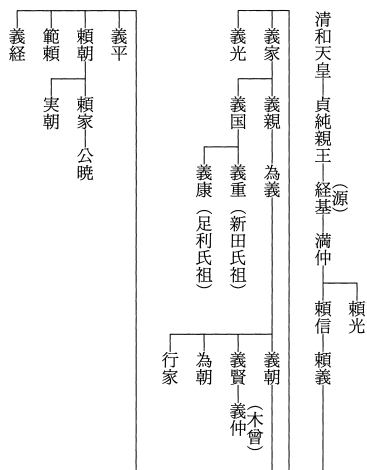 清和天皇
貞純親王
経基
(源)
満仲
頼光
頼信
頼義
義家
義光
義親
義国
為義
義重(新田氏祖)
義康(足利氏祖)
義朝
義賢
義仲
(木曾)
為朝
行家
義平
頼朝
範頼
義経
頼家
実朝
公暁